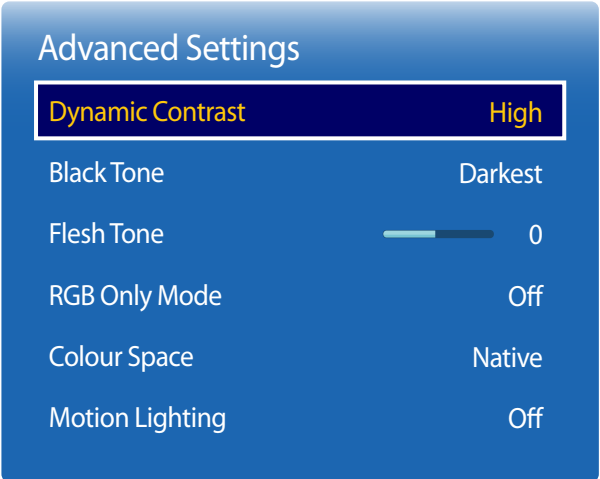 Advanced Settings
Dynamic Contrast High
Black Tone Darkest
Flesh Tone 0
RGB Only Mode Off
Colour Space Native
Motion Lighting Off